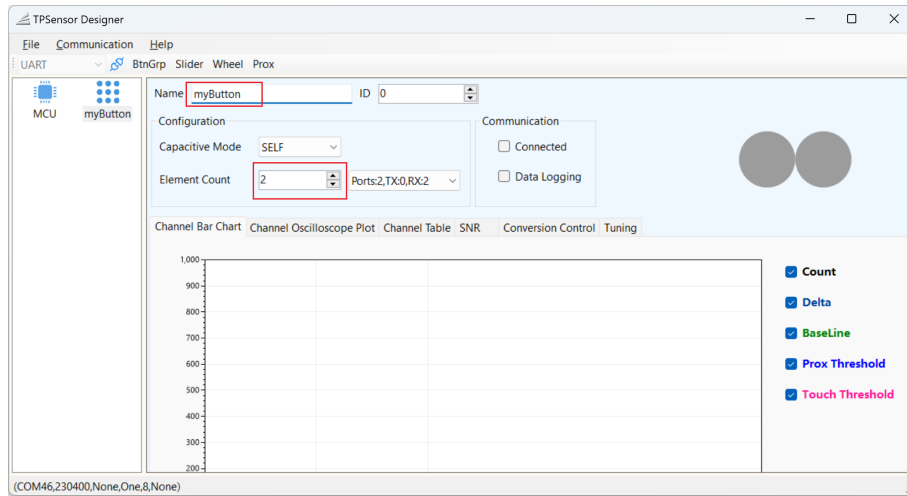 TPSensor Designer
File Communication Help
UART BtnGrp Slider Wheel Prox
MCU
myButton
Name myButton ID 0
Configuration
Capacitive Mode SELF
Element Count 2 Ports:2,TX:0,RX:2
Communication
Connected
Data Logging
Channel Bar Chart Channel Oscilloscope Plot Channel Table SNR Conversion Control Tuning
1,000
900
800
700
600
500
400
300
200
Count
Delta
BaseLine
Prox Threshold
Touch Threshold
(COM46,230400,None,One,8,None)